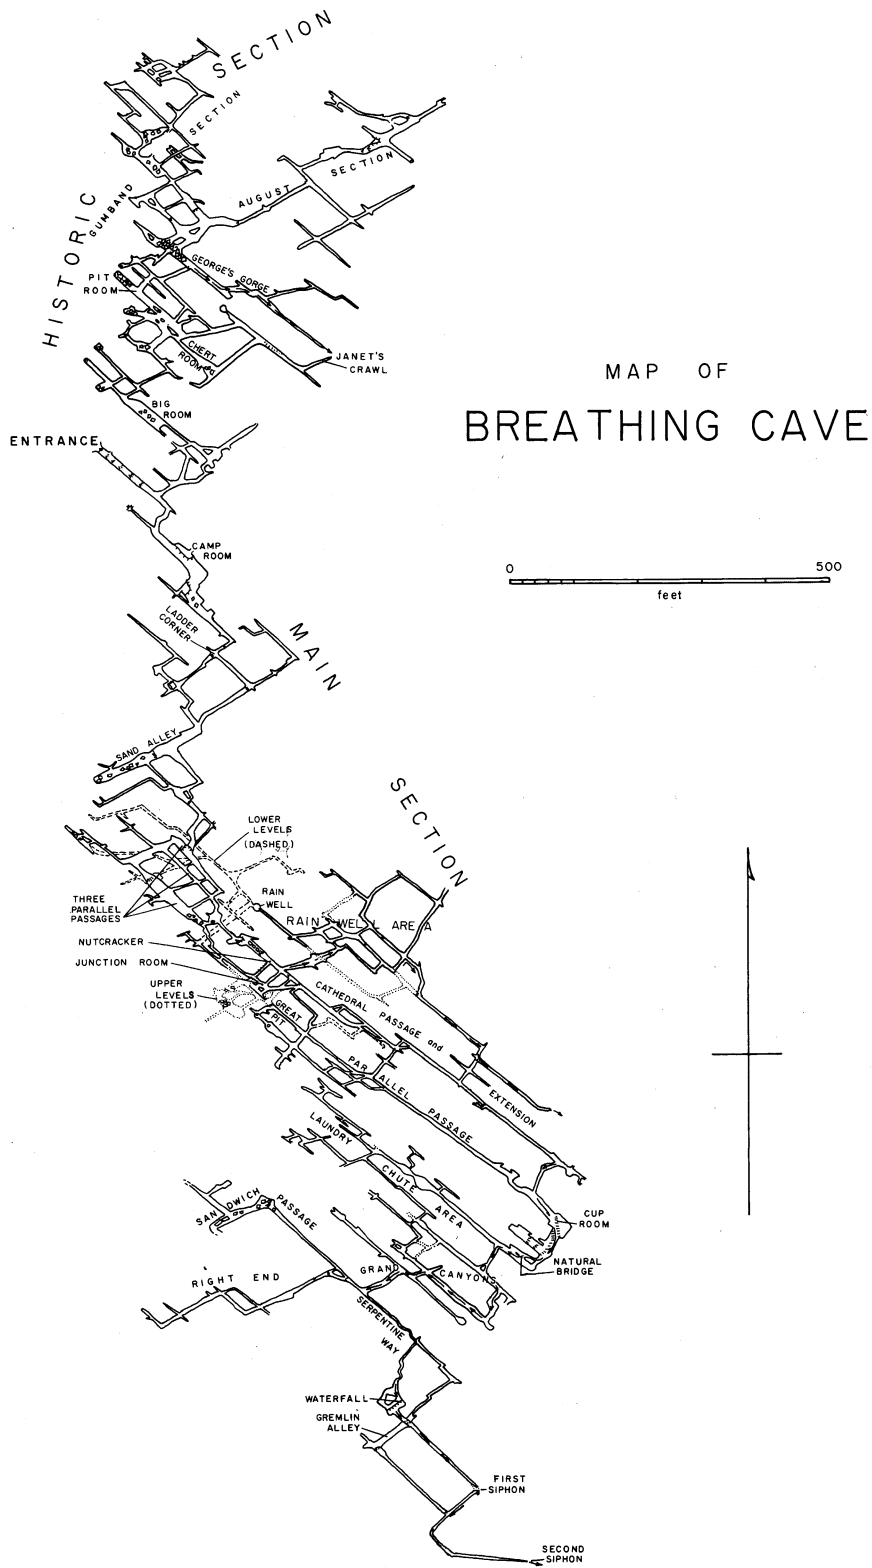 SECTION
SECTION
SECTION
AUGUST
GUMBAND
HISTORIC
GEORGE'S GORGE
PIT
ROOM
CHERT
ROOM
JANET'S
CRAWL
MAP OF
BREATHING CAVE
BIG
ROOM
ENTRANCE
CAMP
ROOM
0 500
feet
LADDER
CORNER
MAIN
SAND ALLEY
SECTION
LOWER
LEVELS
(DASHED)
RAIN
WELL
THREE
PARALLEL
PASSAGES
RAIN WELL AREA
NUTCRACKER
JUNCTION ROOM
UPPER
LEVELS
(DOTTED)
CATHEDRAL PASSAGE and
EXTENSION
GREAT
PIT
PARALLEL PASSAGE
LAUNDRY
CHUTE
AREA
SANDWICH
PASSAGE
CUP
ROOM
NATURAL
BRIDGE
RIGHT END
GRAND CANYONS
SERPENTINE
WAY
WATERFALL
GREMLIN
ALLEY
FIRST
SIPHON
SECOND
SIPHON